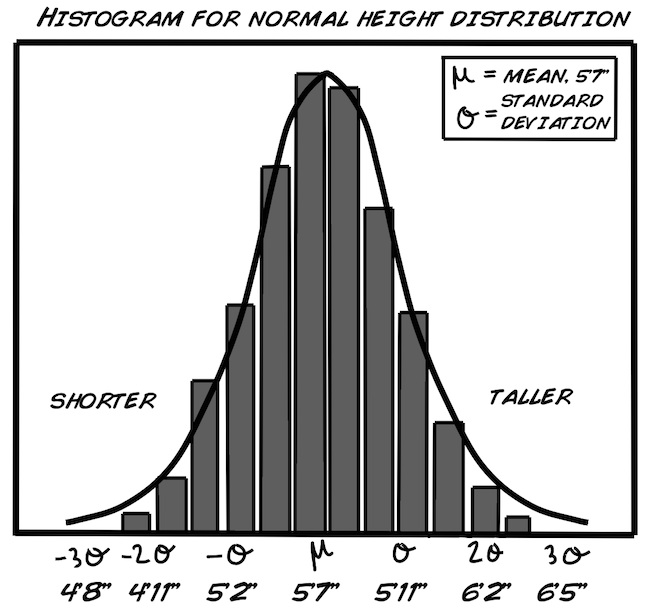 HISTOGRAM FOR NORMAL HEIGHT DISTRIBUTION
μ = MEAN, 5'7"
σ = STANDARD
DEVIATION
SHORTER
TALLER
-3σ -2σ -σ μ σ 2σ 3σ
4'8" 4'11" 5'2" 5'7" 5'11" 6'2" 6'5"